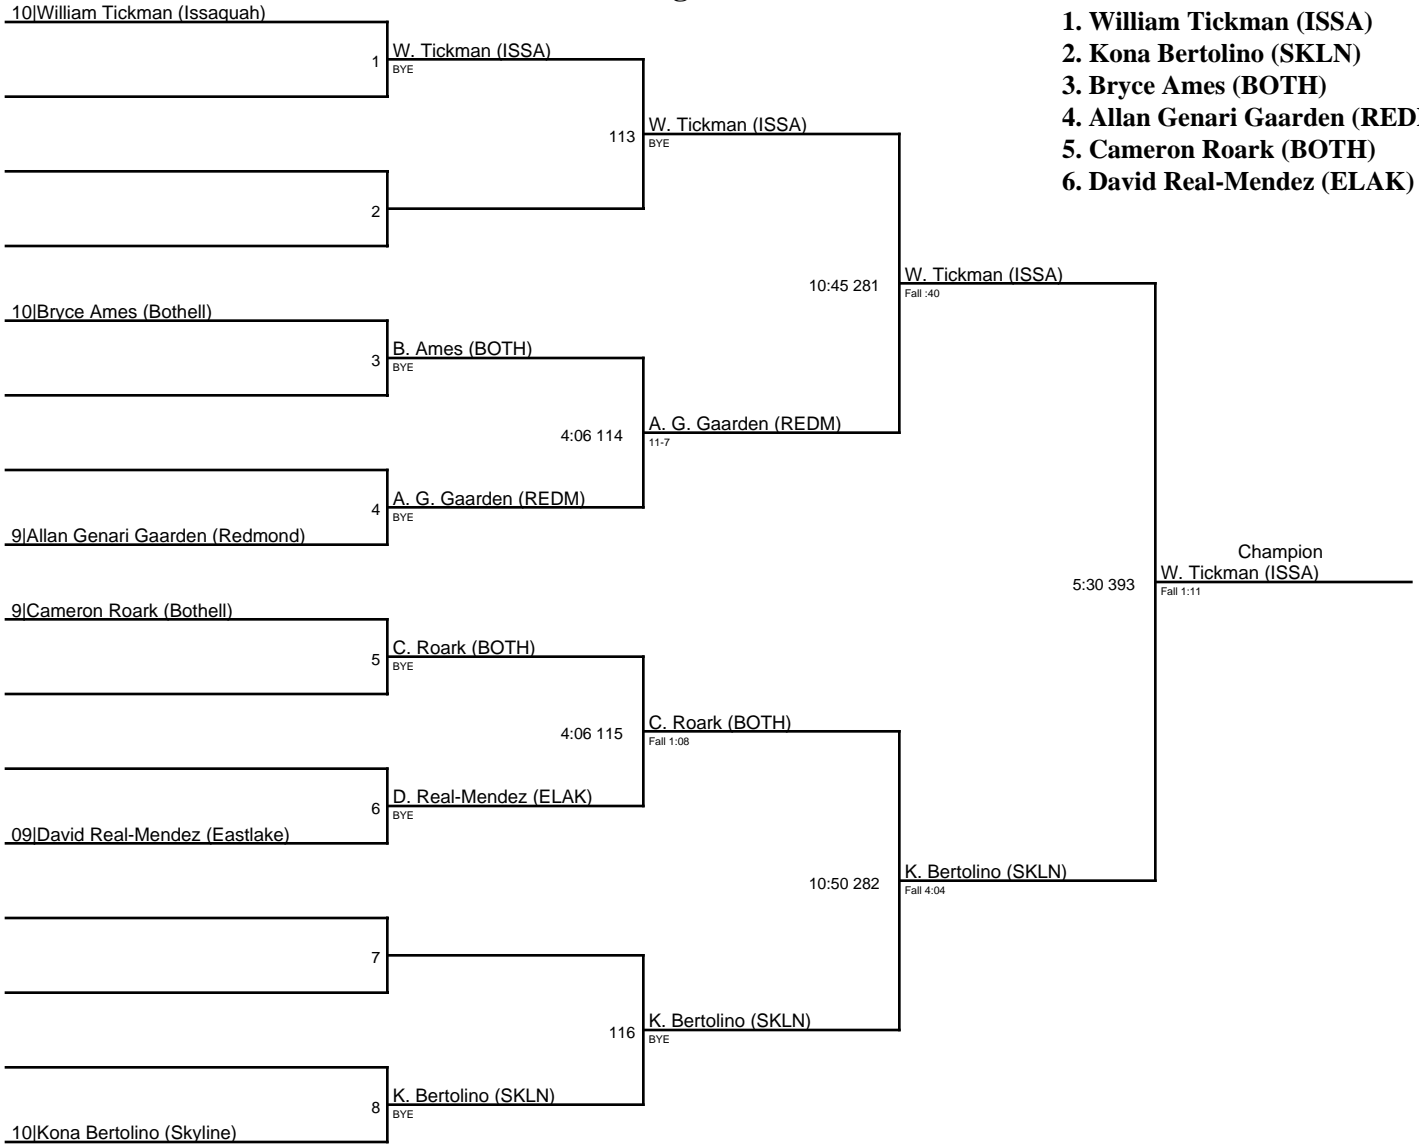 10|William Tickman (Issaquah)
1. William Tickman (ISSA)
2. Kona Bertolino (SKLN)
3. Bryce Ames (BOTH)
4. Allan Genari Gaarden (RED
5. Cameron Roark (BOTH)
6. David Real-Mendez (ELAK)
1
W. Tickman (ISSA)
BYE
113
W. Tickman (ISSA)
BYE
2
10:45 281
W. Tickman (ISSA)
Fall :40
10|Bryce Ames (Bothell)
3
B. Ames (BOTH)
BYE
4:06 114
A. G. Gaarden (REDM)
11-7
4
A. G. Gaarden (REDM)
BYE
9|Allan Genari Gaarden (Redmond)
Champion
5:30 393
W. Tickman (ISSA)
Fall 1:11
9|Cameron Roark (Bothell)
5
C. Roark (BOTH)
BYE
4:06 115
C. Roark (BOTH)
Fall 1:08
6
D. Real-Mendez (ELAK)
BYE
09|David Real-Mendez (Eastlake)
10:50 282
K. Bertolino (SKLN)
Fall 4:04
7
116
K. Bertolino (SKLN)
BYE
8
K. Bertolino (SKLN)
BYE
10|Kona Bertolino (Skyline)